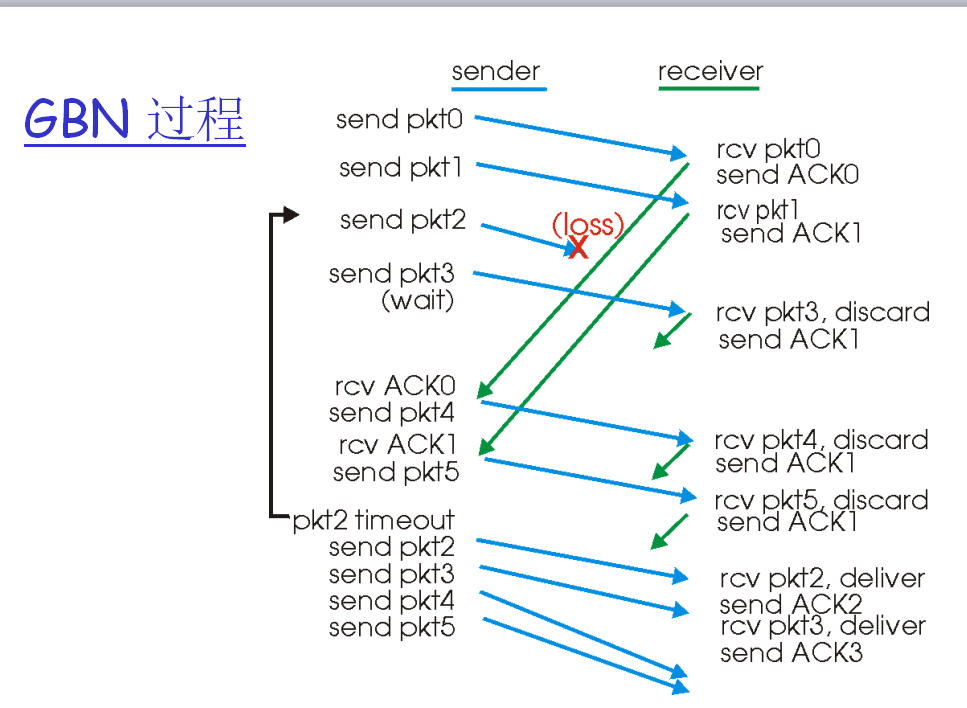 GBN 过程
sender
receiver
send pkt0
send pkt1
send pkt2
(loss)
X
send pkt3
(wait)
rcv ACK0
send pkt4
rcv ACK1
send pkt5
pkt2 timeout
send pkt2
send pkt3
send pkt4
send pkt5
rcv pkt0
send ACK0
rcv pkt1
send ACK1
rcv pkt3, discard
send ACK1
rcv pkt4, discard
send ACK1
rcv pkt5, discard
send ACK1
rcv pkt2, deliver
send ACK2
rcv pkt3, deliver
send ACK3